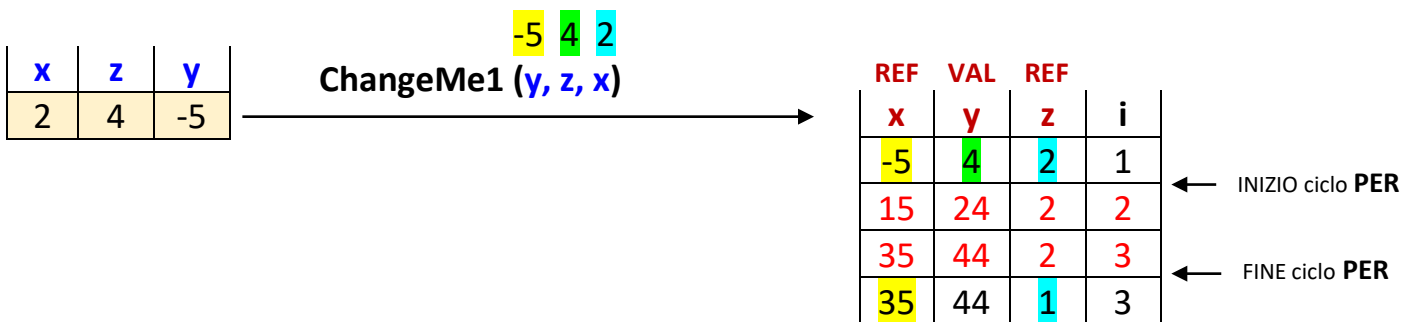 -5 4 2
x z y
2 4 -5
ChangeMe1 (y, z, x)
REF VAL REF
x y z i
-5 4 2 1
INIZIO ciclo PER
15 24 2 2
35 44 2 3
FINE ciclo PER
35 44 1 3